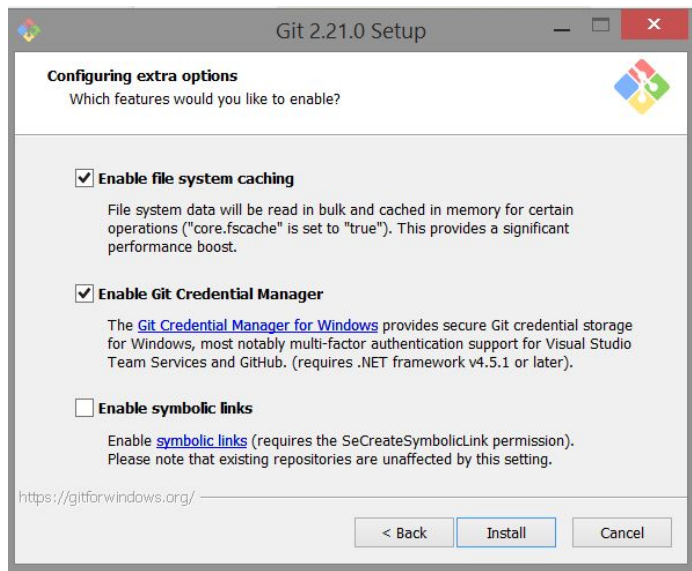 Git 2.21.0 Setup
Configuring extra options
Which features would you like to enable?
Enable file system caching
File system data will be read in bulk and cached in memory for certain
operations ("core.fscache" is set to "true"). This provides a significant
performance boost.
Enable Git Credential Manager
The Git Credential Manager for Windows provides secure Git credential storage
for Windows, most notably multi-factor authentication support for Visual Studio
Team Services and GitHub. (requires .NET framework v4.5.1 or later).
Enable symbolic links
Enable symbolic links (requires the SeCreateSymbolicLink permission).
Please note that existing repositories are unaffected by this setting.
https://gitforwindows.org/
< Back Install Cancel